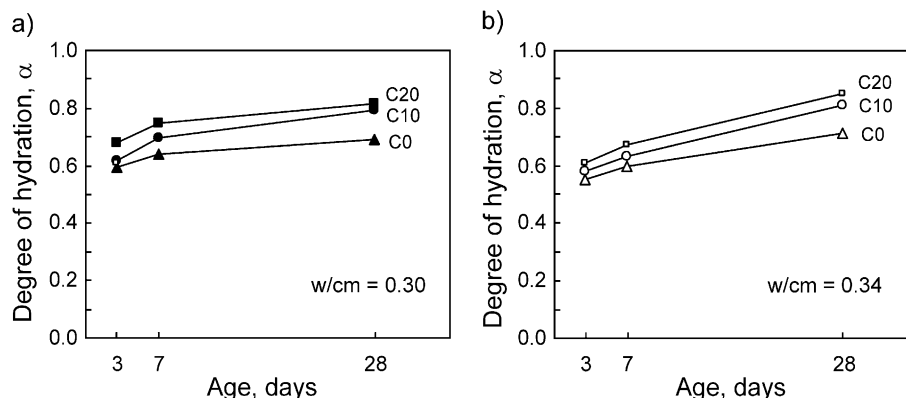 a)
Degree of hydration, α
1.0
0.8
0.6
0.4
0.2
0.0
C20
C10
C0
w/cm = 0.30
3 7 28
Age, days
b)
Degree of hydration, α
1.0
0.8
0.6
0.4
0.2
0.0
C20
C10
C0
w/cm = 0.34
3 7 28
Age, days